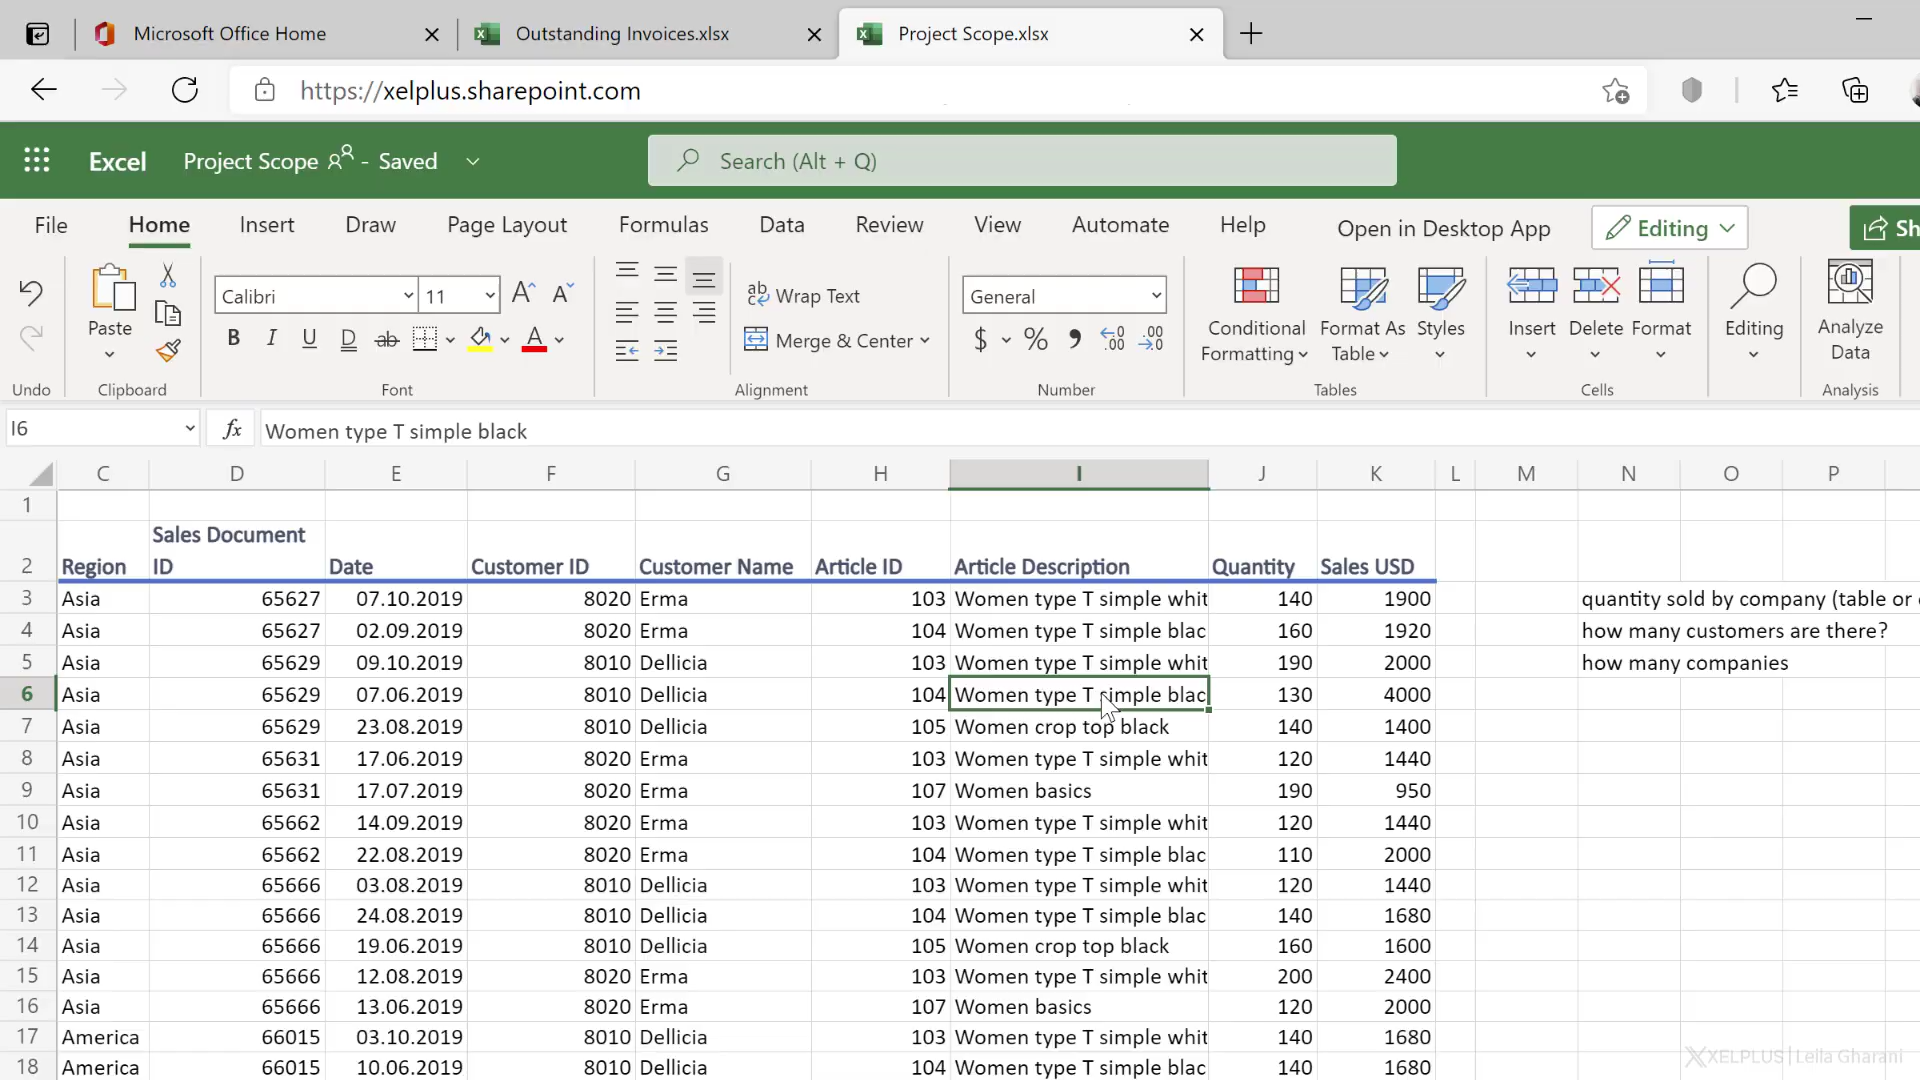 Microsoft Office Home
Outstanding Invoices.xlsx
Project Scope.xlsx
https://xelplus.sharepoint.com
Excel
Project Scope - Saved
Search (Alt + Q)
File Home Insert Draw Page Layout Formulas Data Review View Automate Help Open in Desktop App Editing
Paste
Calibri 11
B I U D ab A
ab Wrap Text
Merge & Center
General
$ % 9 .00
Conditional Formatting
Format As Table
Styles
Insert
Delete
Format
Editing
Analyze Data
Undo Clipboard Font Alignment Number Tables Cells Analysis
I6 fx Women type T simple black
C D E F G H I J K L M N O P
1
2 Region Sales Document ID Date Customer ID Customer Name Article ID Article Description Quantity Sales USD
3 Asia 65627 07.10.2019 8020 Erma 103 Women type T simple whit 140 1900 quantity sold by company (table or
4 Asia 65627 02.09.2019 8020 Erma 104 Women type T simple blac 160 1920 how many customers are there?
5 Asia 65629 09.10.2019 8010 Dellicia 103 Women type T simple whit 190 2000 how many companies
6 Asia 65629 07.06.2019 8010 Dellicia 104 Women type T simple blac 130 4000
7 Asia 65629 23.08.2019 8010 Dellicia 105 Women crop top black 140 1400
8 Asia 65631 17.06.2019 8020 Erma 103 Women type T simple whit 120 1440
9 Asia 65631 17.07.2019 8020 Erma 107 Women basics 190 950
10 Asia 65662 14.09.2019 8020 Erma 103 Women type T simple whit 120 1440
11 Asia 65662 22.08.2019 8020 Erma 104 Women type T simple blac 110 2000
12 Asia 65666 03.08.2019 8010 Dellicia 103 Women type T simple whit 120 1440
13 Asia 65666 24.08.2019 8010 Dellicia 104 Women type T simple blac 140 1680
14 Asia 65666 19.06.2019 8010 Dellicia 105 Women crop top black 160 1600
15 Asia 65666 12.08.2019 8020 Erma 103 Women type T simple whit 200 2400
16 Asia 65666 13.06.2019 8020 Erma 107 Women basics 120 2000
17 America 66015 03.10.2019 8010 Dellicia 103 Women type T simple whit 140 1680
18 America 66015 10.06.2019 8010 Dellicia 104 Women type T simple blac 140 1680
XELPLUS | Leila Gharani